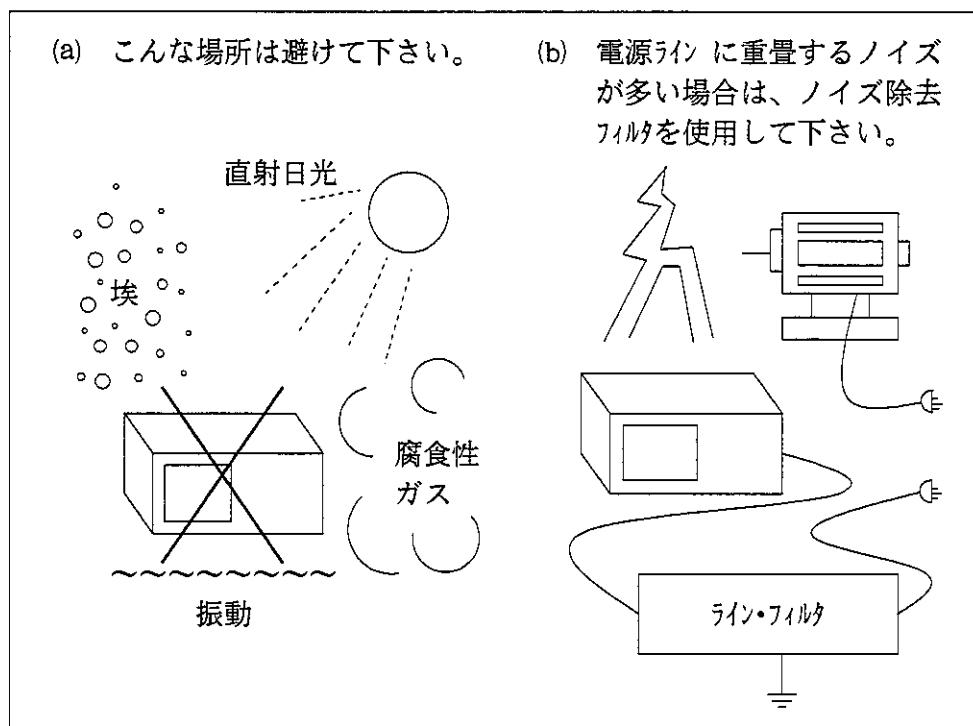 (a) こんな場所は避けて下さい。
直射日光
埃
腐食性
ガス
振動
(b) 電源ﾗｲﾝ に重畳するノイズ
が多い場合は、ノイズ除去
ﾌｨﾙﾀを使用して下さい。
ﾗｲﾝ・ﾌｨﾙﾀ